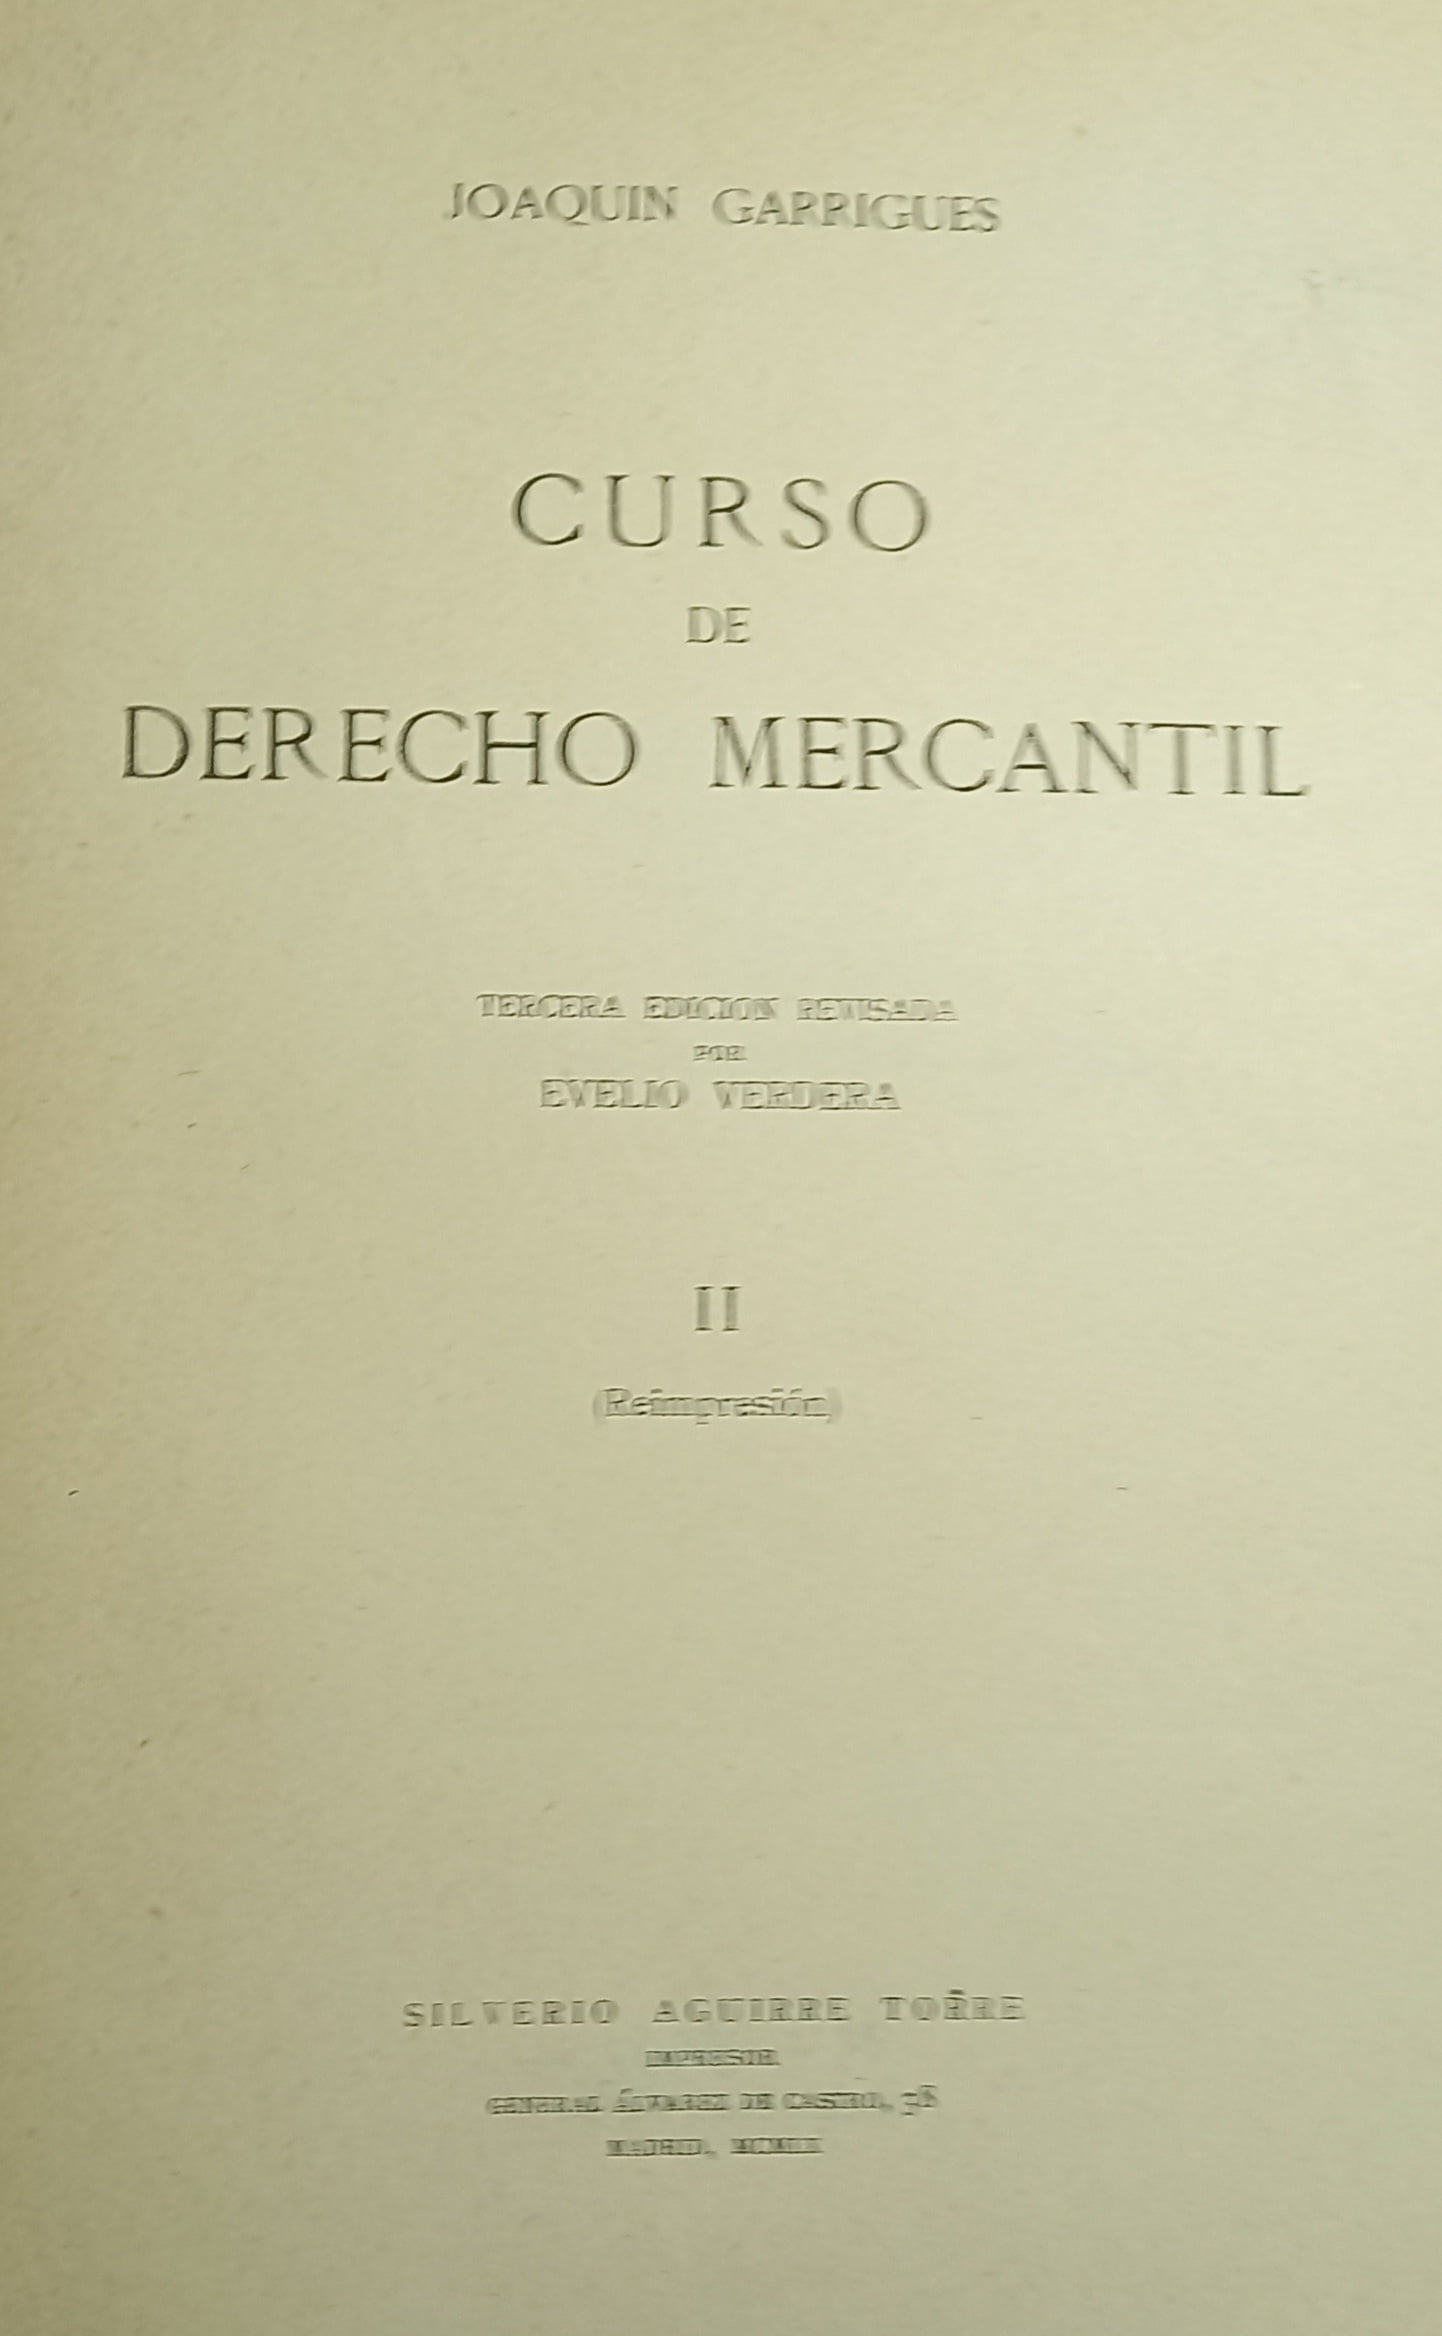 JOAQUIN GARRIGUES
CURSO
DE
DERECHO MERCANTIL
TERCERA EDICION REVISADA
POR
EVELIO VERDERA
II
(Reimpresión)
SILVERIO AGUIRRE TORRE
IMPRESOR
GENERAL ÁLVAREZ DE CASTRO, 38
MADRID,